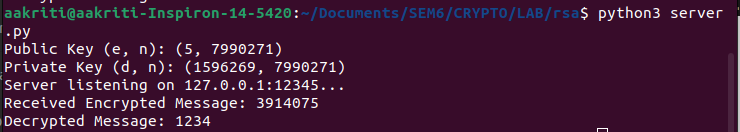 aakriti@aakriti-Inspiron-14-5420:~/Documents/SEM6/CRYPTO/LAB/rsa$ python3 server
.py
Public Key (e, n): (5, 7990271)
Private Key (d, n): (1596269, 7990271)
Server listening on 127.0.0.1:12345...
Received Encrypted Message: 3914075
Decrypted Message: 1234